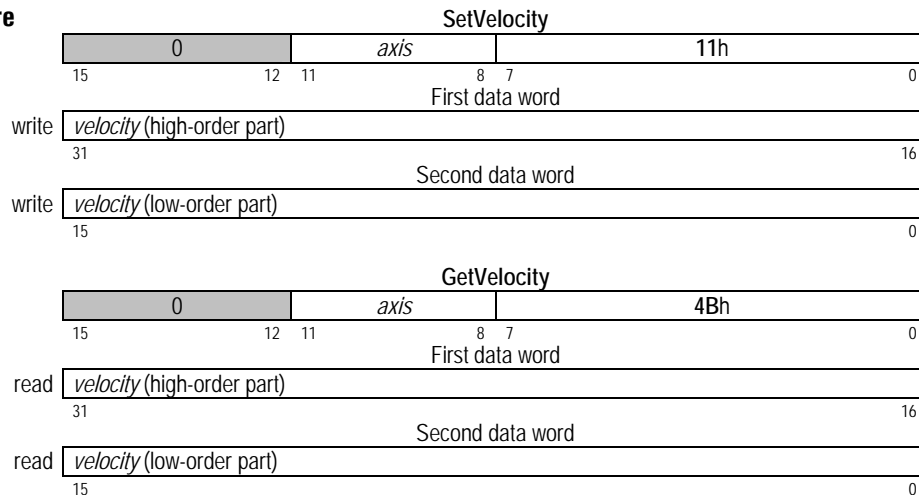 re
SetVelocity
0 axis 11h
15 12 11 8 7 0
First data word
write velocity (high-order part)
31 16
Second data word
write velocity (low-order part)
15 0
GetVelocity
0 axis 4Bh
15 12 11 8 7 0
First data word
read velocity (high-order part)
31 16
Second data word
read velocity (low-order part)
15 0